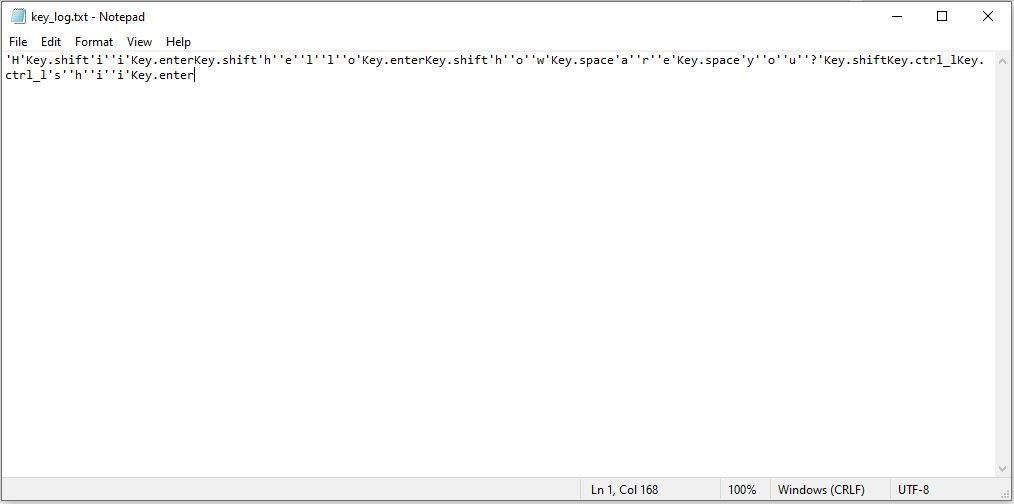 key_log.txt - Notepad
File Edit Format View Help
'H'Key.shift'i''i'Key.enterKey.shift'h''e''l''l''o'Key.enterKey.shift'h''o''w'Key.space'a''r''e'Key.space'y''o''u''?'Key.shiftKey.ctrl_lKey.
ctrl_l's''h''i''i'Key.enter
Ln 1, Col 168 100% Windows (CRLF) UTF-8